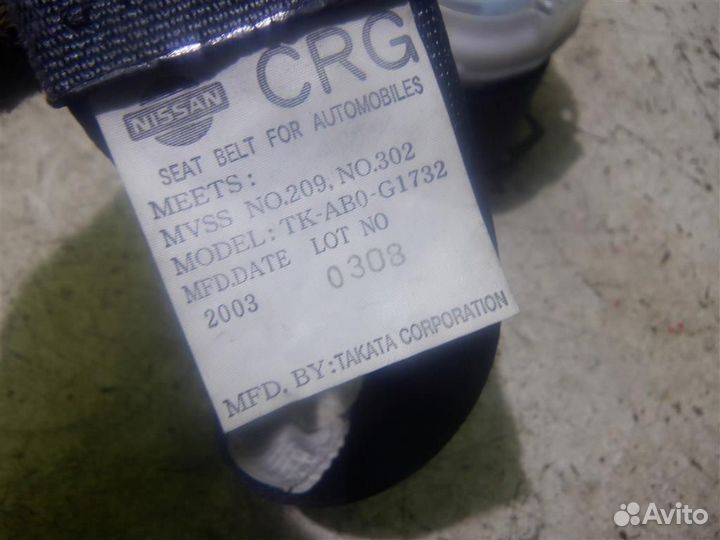 CRG
NISSAN
SEAT BELT FOR AUTOMOBILES
MEETS:
MVSS NO.209, NO.302
MODEL: TK-AB0-G1732
MFD.DATE LOT NO
2003 0308
MFD. BY: TAKATA CORPORATION
Avito